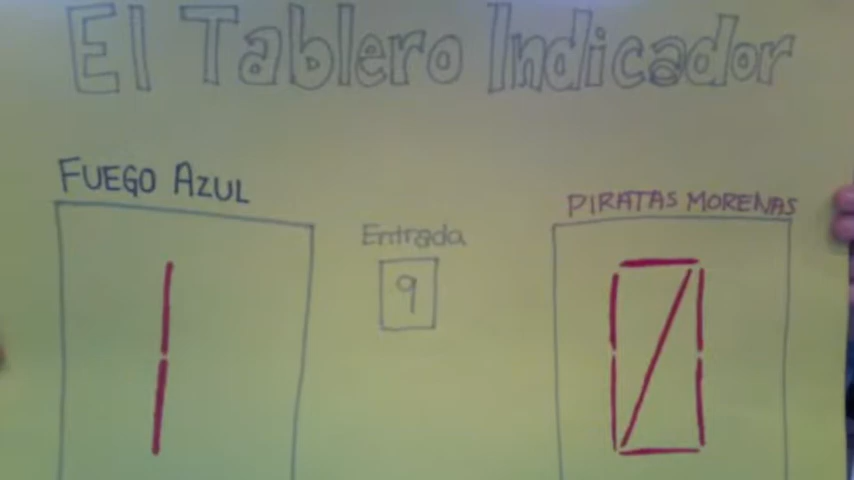 El Tablero Indicador
FUEGO AZUL
PIRATAS MORENAS
Entrada
9
1
0